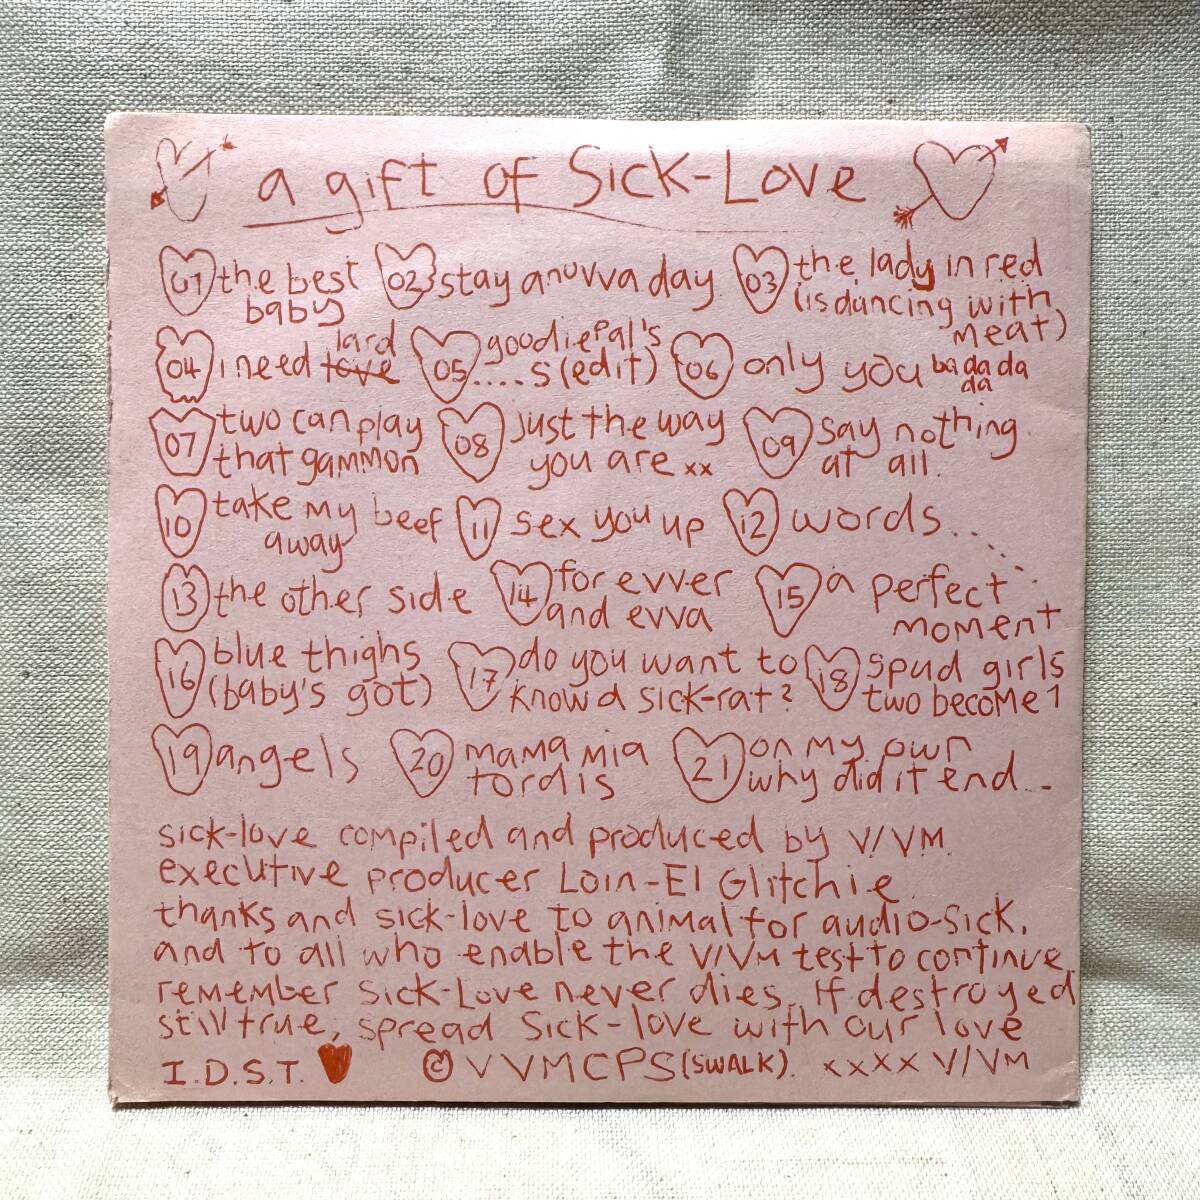 a gift of Sick-Love
01 the best baby 02 stay anuvva day 03 the lady in red (is dancing with meat)
04 i need love lard 05 goodiepal's ....s (edit) 06 only you ba da da da
07 two can play that gammon 08 just the way you are xx 09 say nothing at all.
10 take my beef away 11 sex you up 12 words......
13 the other side 14 for evver and evva 15 a perfect moment
16 blue thighs (baby's got) 17 do you want to know a sick-rat? 18 spud girls two become 1
19 angels 20 mama mia tordis 21 on my own why did it end...
sick-love compiled and produced by V/VM.
executive producer Loin-El Glitchie.
thanks and sick-love to animal for audio-sick.
and to all who enable the V/VM test to continue.
remember Sick-Love never dies. If destroyed
still true, spread Sick-love with our love
I.D.S.T. © VVMCPS (SWALK). xxxx V/VM